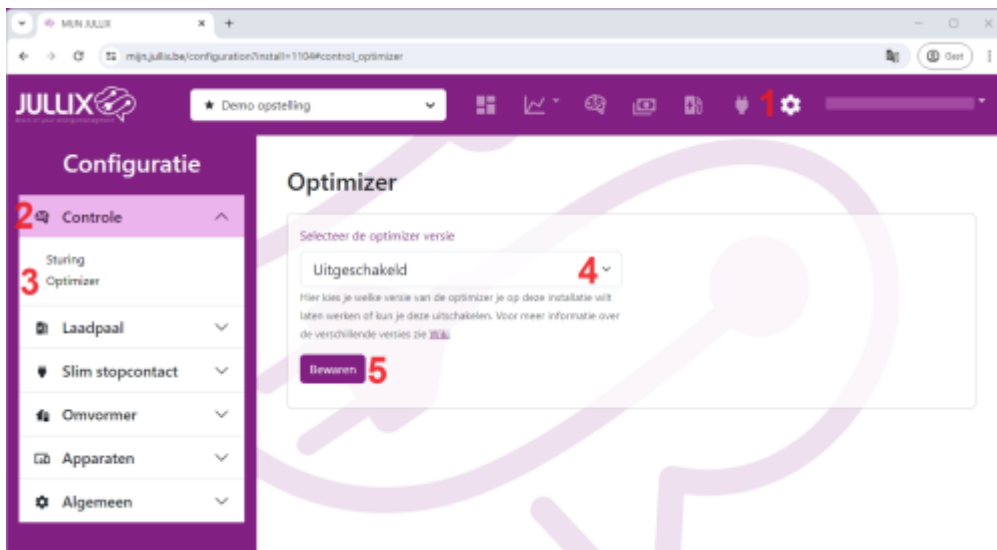 MIJN JULLIX
mijn.jullix.be/configuration?install=1104#control_optimizer
Gast
JULLIX
Demo opstelling
1
Configuratie
2 Controle
Sturing
3 Optimizer
Laadpaal
Slim stopcontact
Omvormer
Apparaten
Algemeen
Optimizer
Selecteer de optimizer versie
Uitgeschakeld 4
Hier kies je welke versie van de optimizer je op deze installatie wilt
laten werken of kun je deze uitschakelen. Voor meer informatie over
de verschillende versies zie Wiki
Bewaren 5